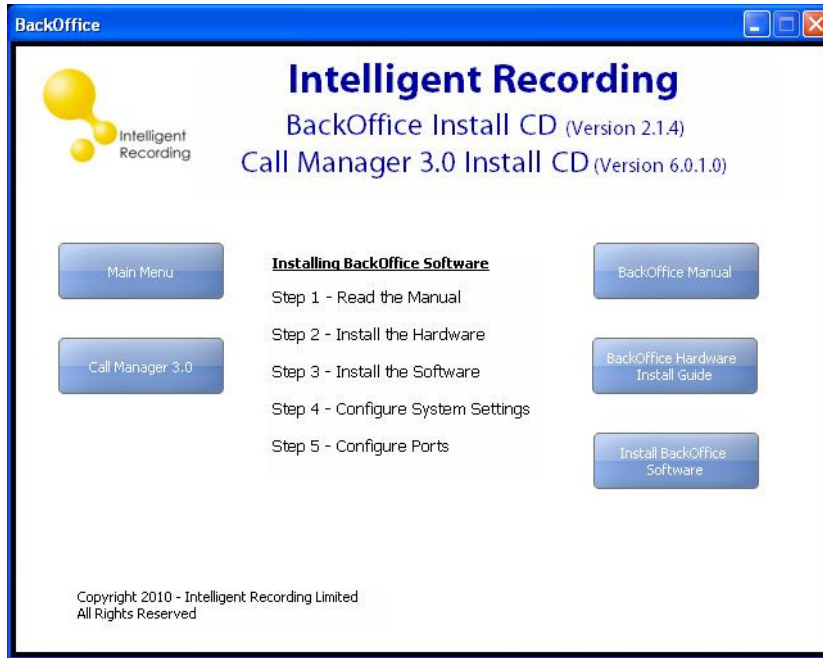 BackOffice
Intelligent Recording
BackOffice Install CD (Version 2.1.4)
Call Manager 3.0 Install CD (Version 6.0.1.0)
Intelligent
Recording
Main Menu
Call Manager 3.0
Installing BackOffice Software
Step 1 - Read the Manual
Step 2 - Install the Hardware
Step 3 - Install the Software
Step 4 - Configure System Settings
Step 5 - Configure Ports
BackOffice Manual
BackOffice Hardware
Install Guide
Install BackOffice
Software
Copyright 2010 - Intelligent Recording Limited
All Rights Reserved